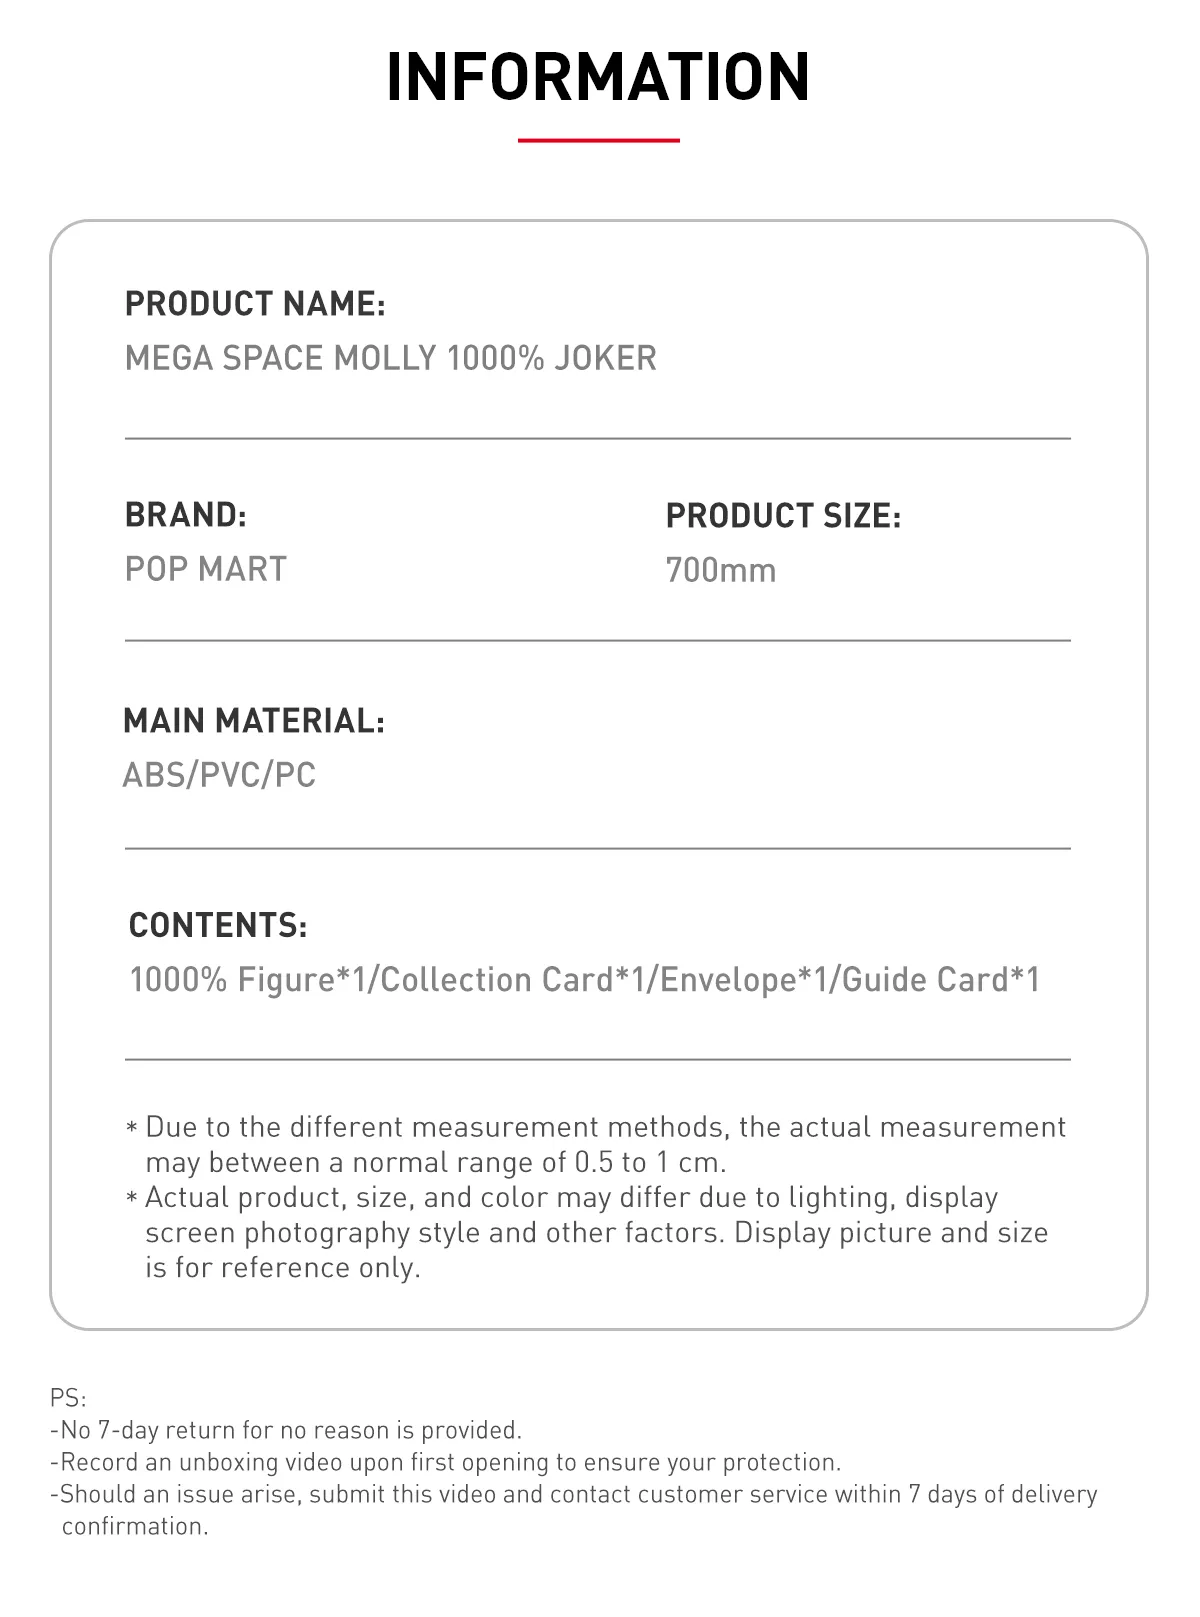 INFORMATION
PRODUCT NAME:
MEGA SPACE MOLLY 1000% JOKER
BRAND:
POP MART
PRODUCT SIZE:
700mm
MAIN MATERIAL:
ABS/PVC/PC
CONTENTS:
1000% Figure*1/Collection Card*1/Envelope*1/Guide Card*1
* Due to the different measurement methods, the actual measurement
may between a normal range of 0.5 to 1 cm.
* Actual product, size, and color may differ due to lighting, display
screen photography style and other factors. Display picture and size
is for reference only.
PS:
-No 7-day return for no reason is provided.
-Record an unboxing video upon first opening to ensure your protection.
-Should an issue arise, submit this video and contact customer service within 7 days of delivery
confirmation.